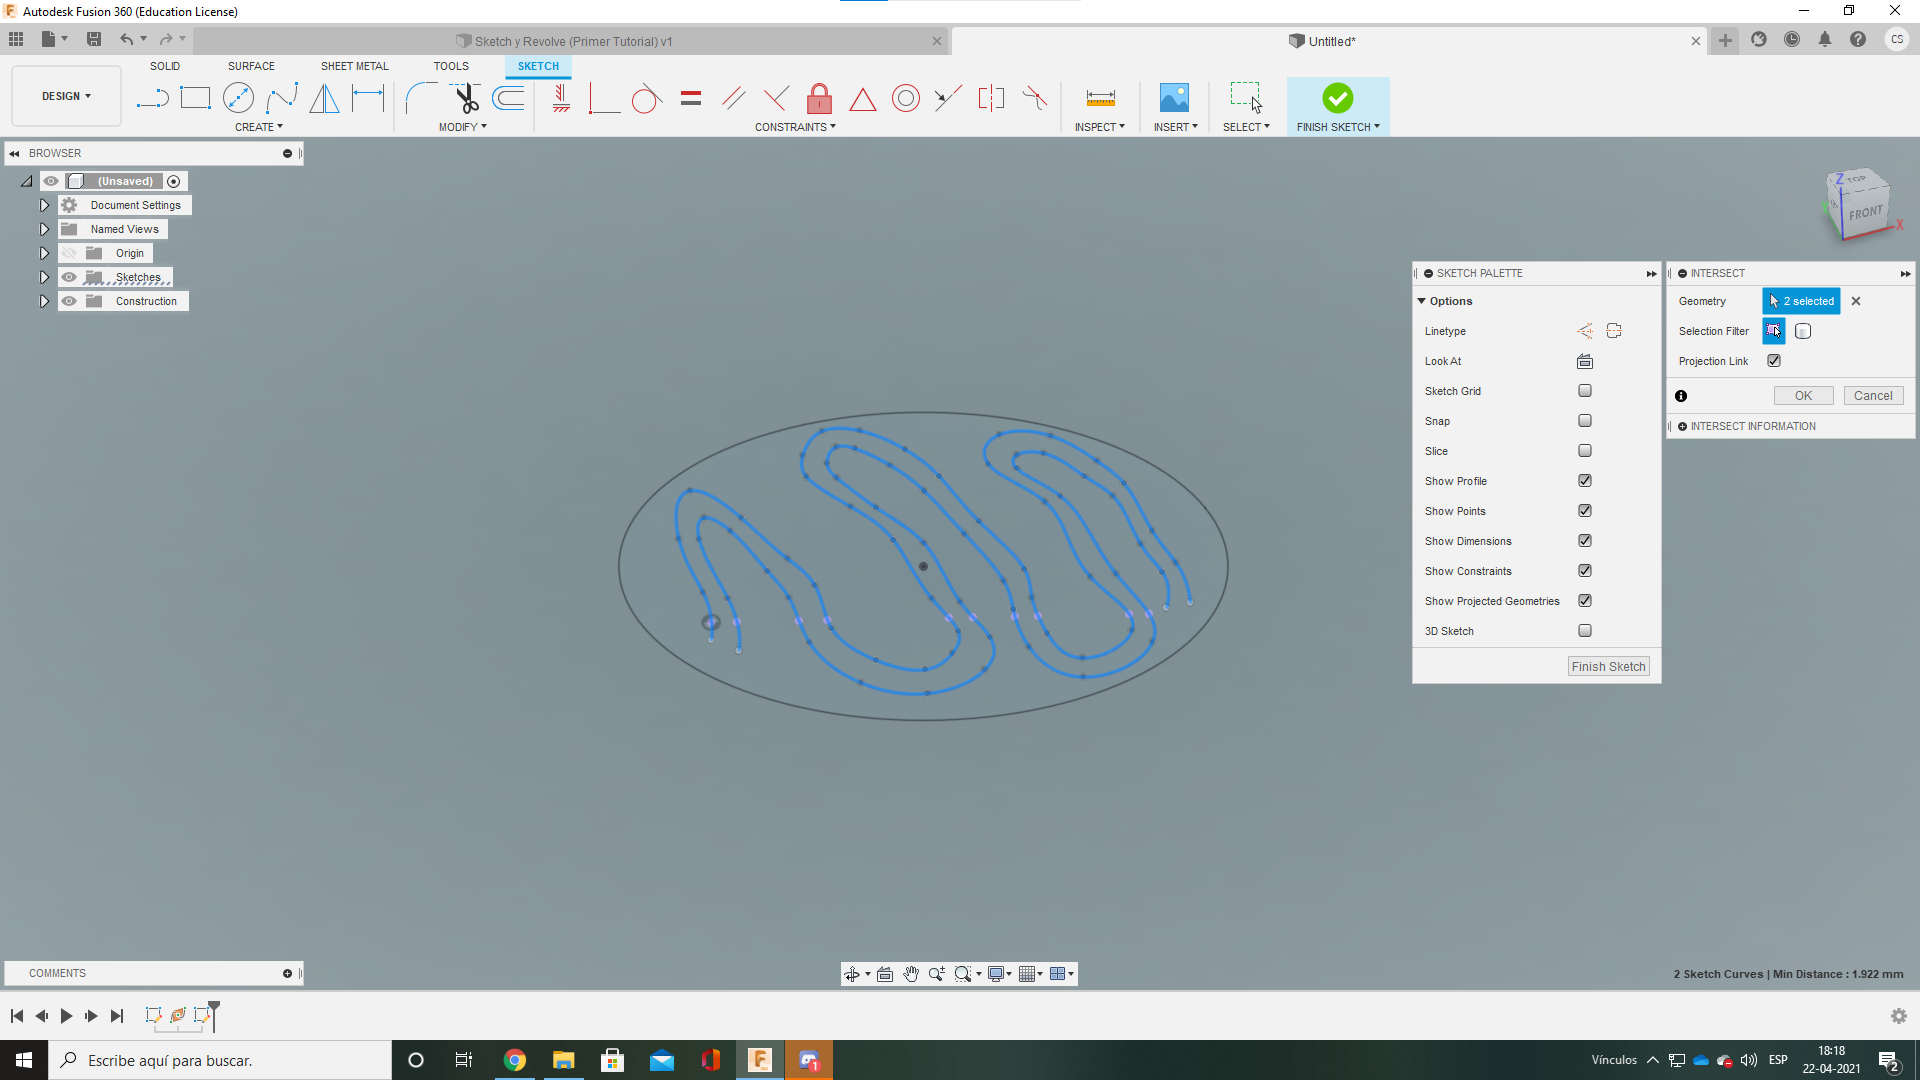 Autodesk Fusion 360 (Education License)
Sketch y Revolve (Primer Tutorial) v1
Untitled*
CS
SOLID
SURFACE
SHEET METAL
TOOLS
SKETCH
DESIGN
CREATE
MODIFY
CONSTRAINTS
INSPECT
INSERT
SELECT
FINISH SKETCH
BROWSER
(Unsaved)
Document Settings
Named Views
Origin
Sketches
Construction
Z
TOP
FRONT
X
SKETCH PALETTE
Options
Linetype
Look At
Sketch Grid
Snap
Slice
Show Profile
Show Points
Show Dimensions
Show Constraints
Show Projected Geometries
3D Sketch
Finish Sketch
INTERSECT
Geometry
2 selected
Selection Filter
Projection Link
OK
Cancel
INTERSECT INFORMATION
COMMENTS
2 Sketch Curves | Min Distance : 1.922 mm
Escribe aquí para buscar.
1
Vínculos
ESP
18:18
22-04-2021
2